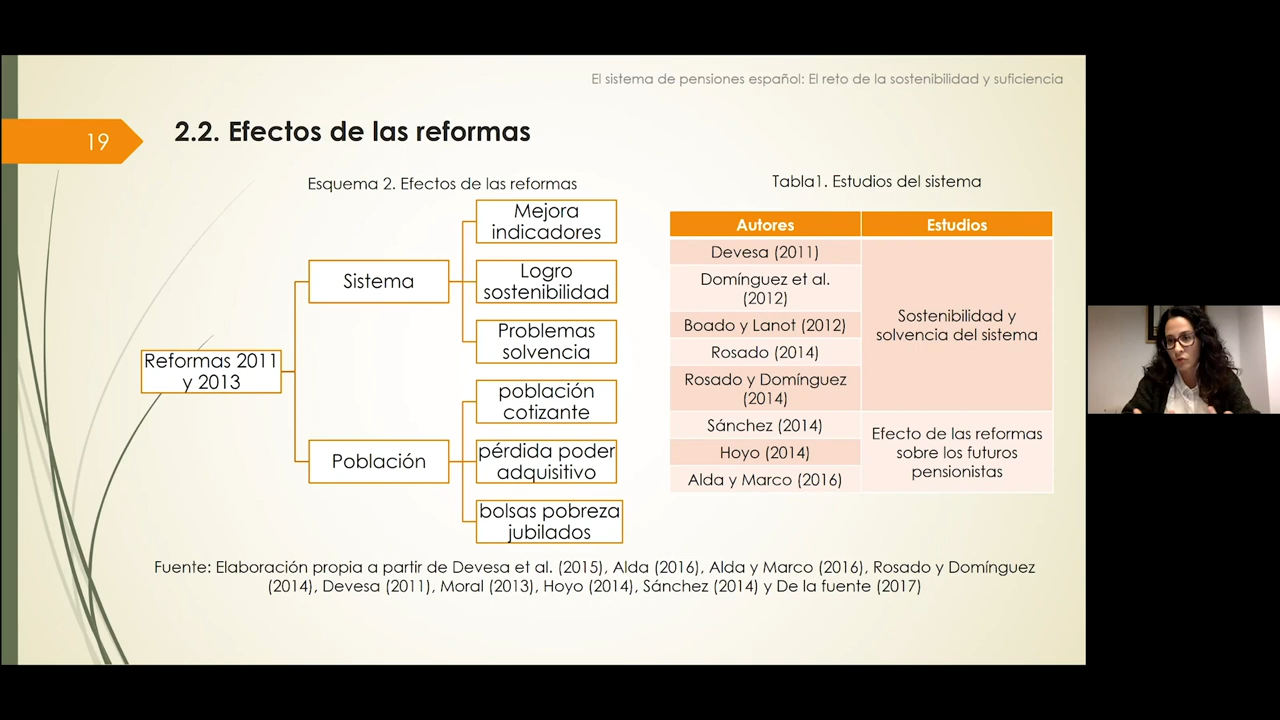 El sistema de pensiones español: El reto de la sostenibilidad y suficiencia
19
2.2. Efectos de las reformas
Esquema 2. Efectos de las reformas
Reformas 2011
y 2013
Sistema
Mejora
indicadores
Logro
sostenibilidad
Problemas
solvencia
Población
población
cotizante
pérdida poder
adquisitivo
bolsas pobreza
jubilados
Tabla1. Estudios del sistema
Autores
Estudios
Devesa (2011)
Domínguez et al.
(2012)
Boado y Lanot (2012)
Rosado (2014)
Rosado y Domínguez
(2014)
Sostenibilidad y
solvencia del sistema
Sánchez (2014)
Hoyo (2014)
Alda y Marco (2016)
Efecto de las reformas
sobre los futuros
pensionistas
Fuente: Elaboración propia a partir de Devesa et al. (2015), Alda (2016), Alda y Marco (2016), Rosado y Domínguez
(2014), Devesa (2011), Moral (2013), Hoyo (2014), Sánchez (2014) y De la fuente (2017)